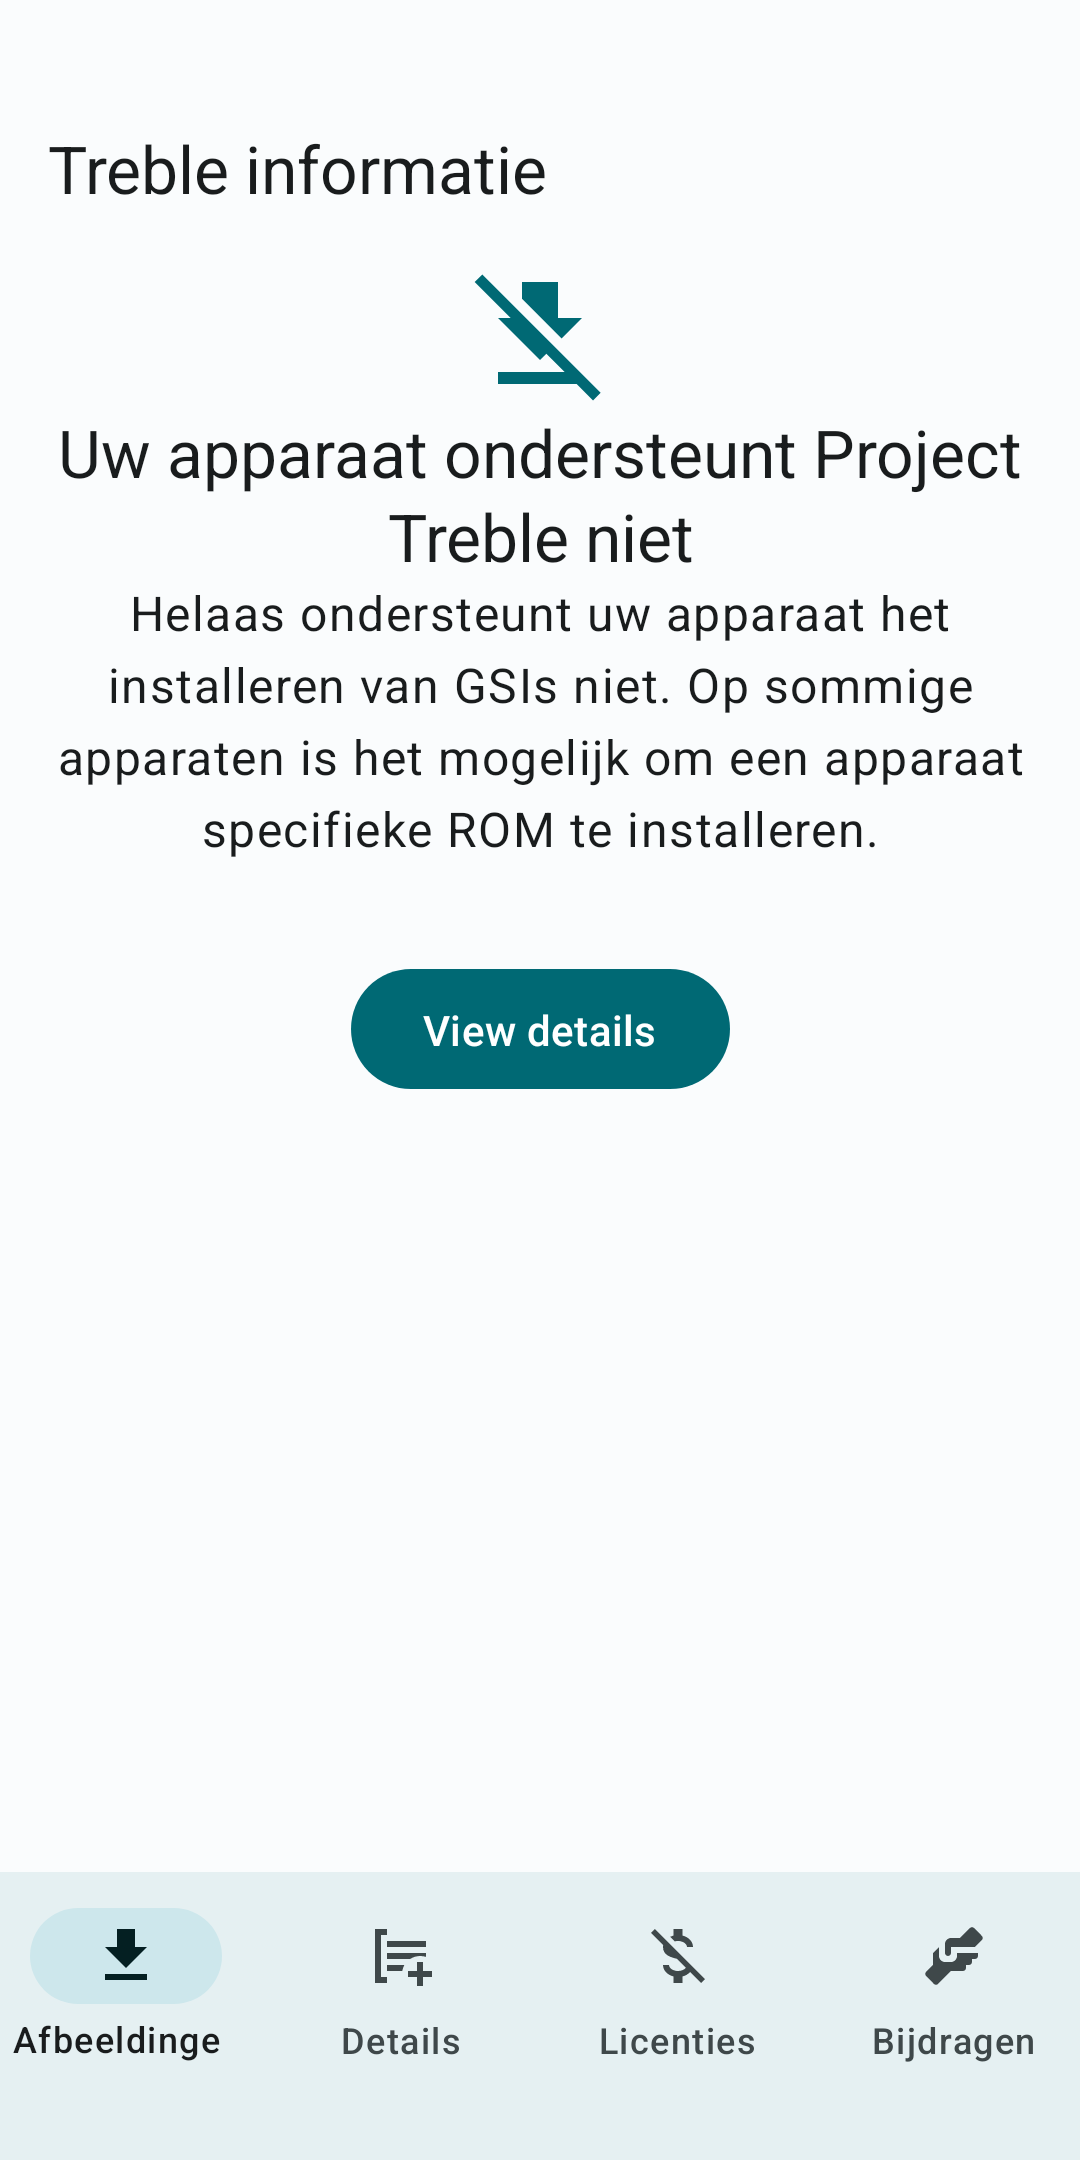 Treble informatie
Uw apparaat ondersteunt Project
Treble niet
Helaas ondersteunt uw apparaat het
installeren van GSIs niet. Op sommige
apparaten is het mogelijk om een apparaat
specifieke ROM te installeren.
View details
Afbeeldinge
Details
Licenties
Bijdragen